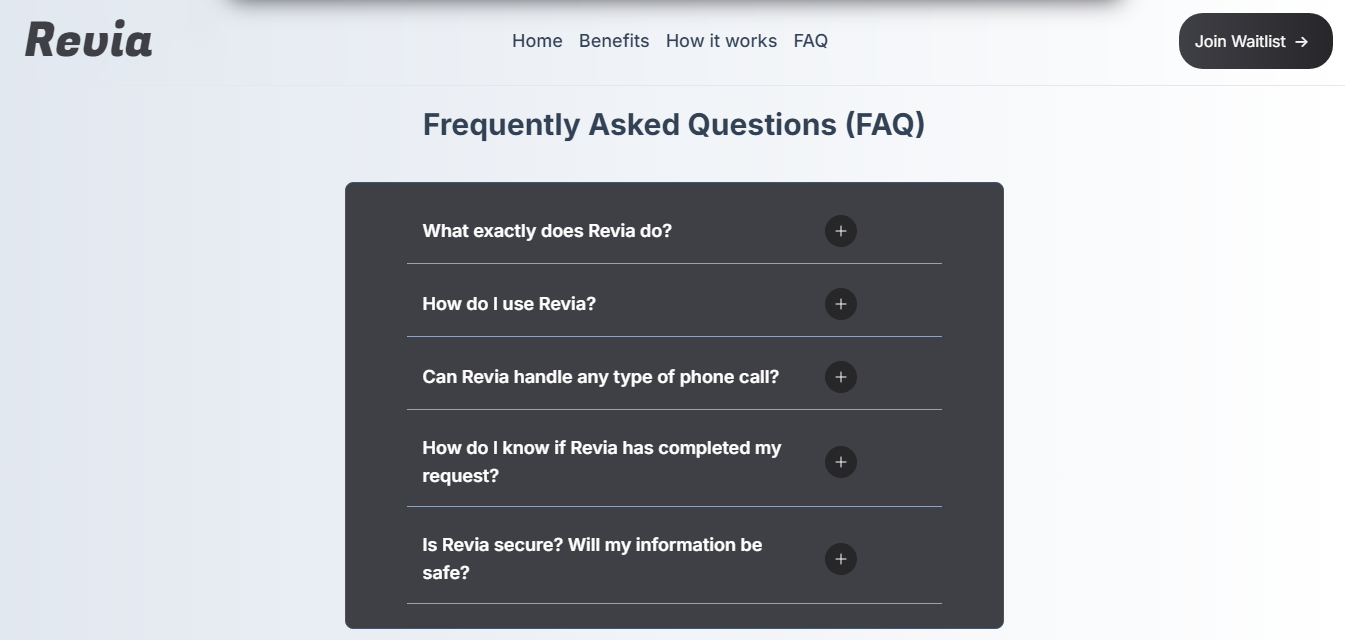 Revia
Home Benefits How it works FAQ
Join Waitlist →
Frequently Asked Questions (FAQ)
What exactly does Revia do?
How do I use Revia?
Can Revia handle any type of phone call?
How do I know if Revia has completed my
request?
Is Revia secure? Will my information be
safe?